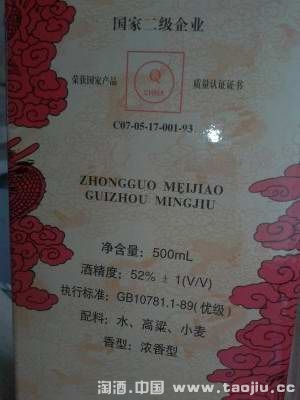 国家二级企业
荣获国家产品
Q
CHINA
质量认证证书
C07-05-17-001-93
ZHONGGUO MEIJIAO
GUIZHOU MINGJIU
净含量：500mL
酒精度：52% ± 1(V/V)
执行标准：GB10781.1-89(优级)
配料：水、高粱、小麦
香型：浓香型
淘酒.中国 www.taojiu.cc